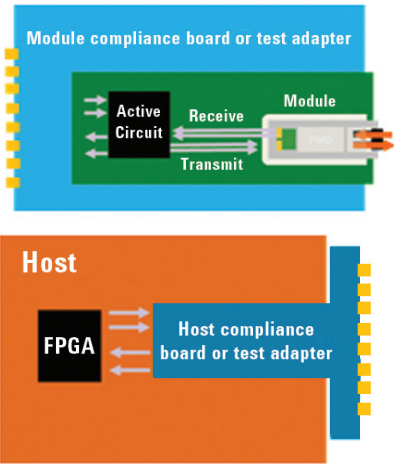 Module compliance board or test adapter
Module
Active
Circuit
Receive
Transmit
PMD
Host
FPGA
Host compliance
board or test adapter